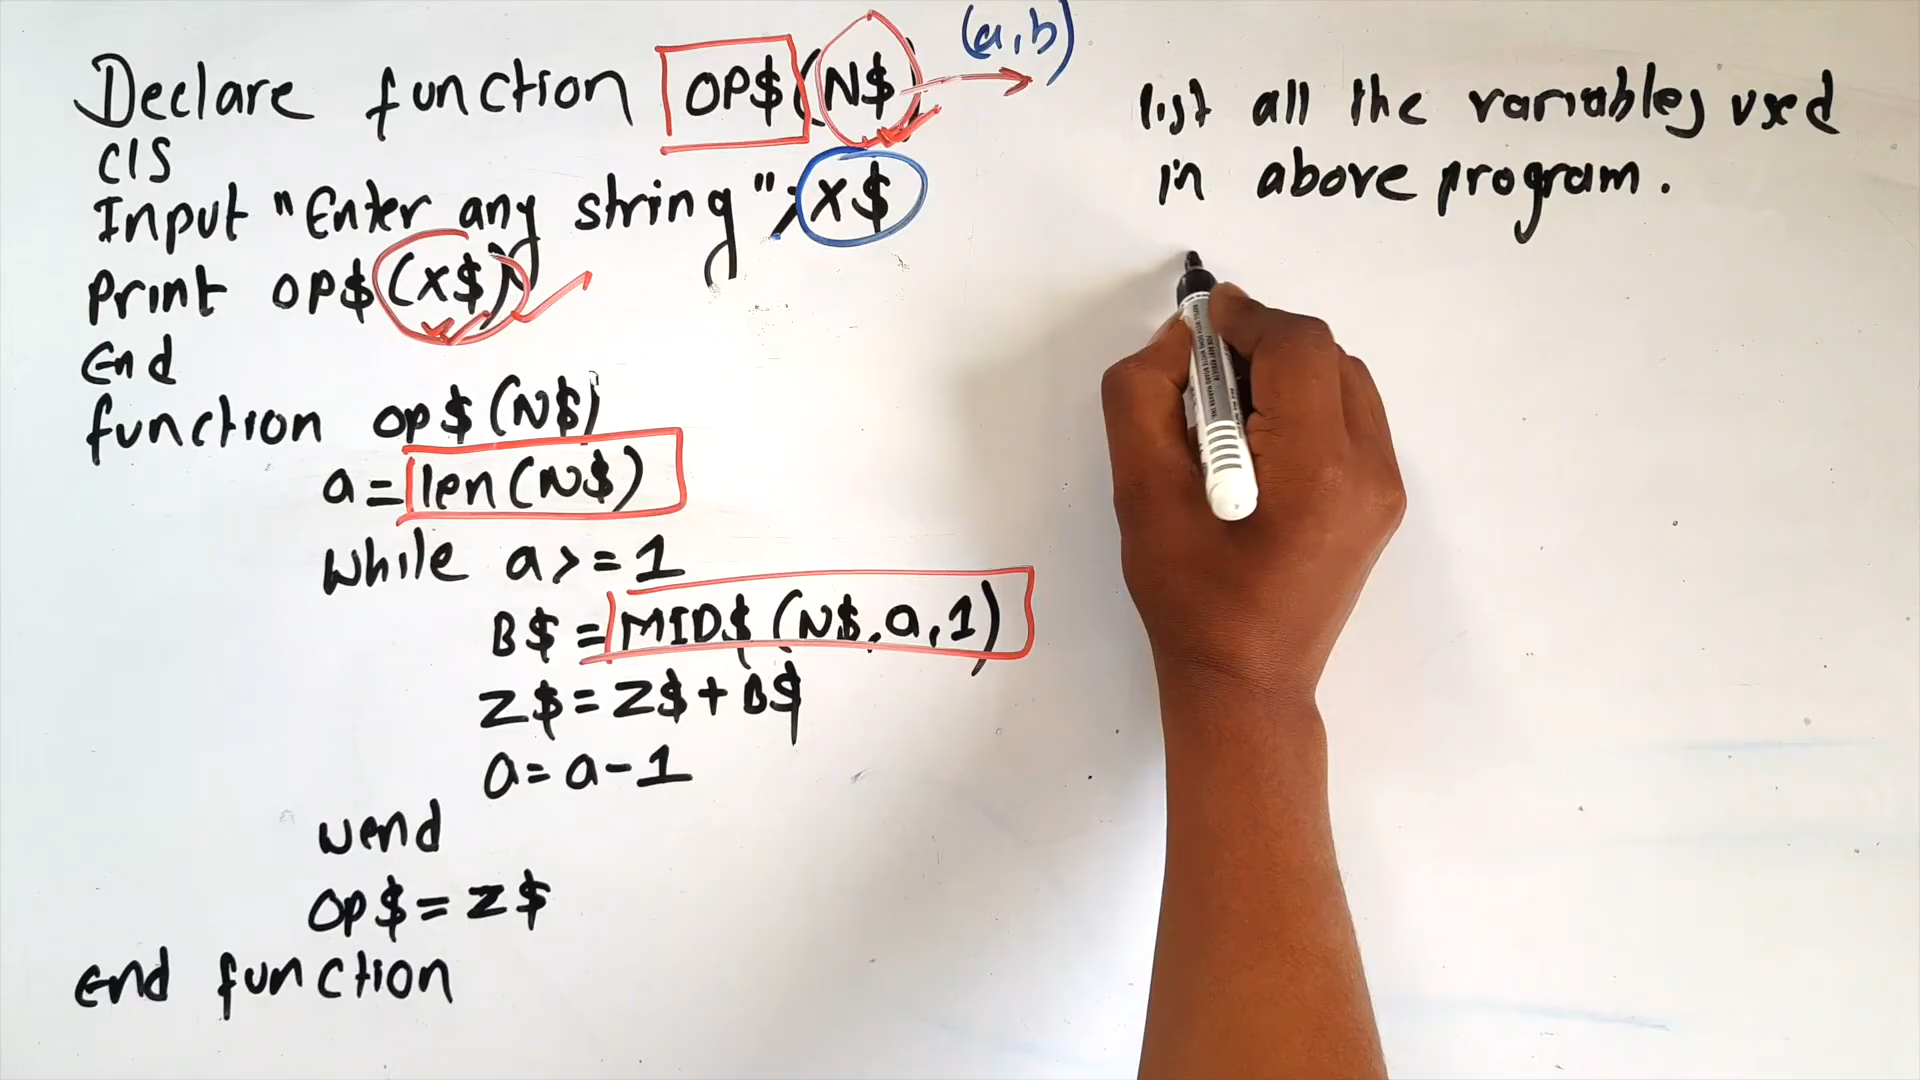 Declare function OP$(N$)
(a,b)
ClS
Input "Enter any string"; X$
Print OP$(X$)
End
function OP$(N$)
a=len(N$)
While a>=1
B$=MID$(N$,a,1)
Z$=Z$+B$
a=a-1
wend
OP$=Z$
End function
list all the variables used
in above program.